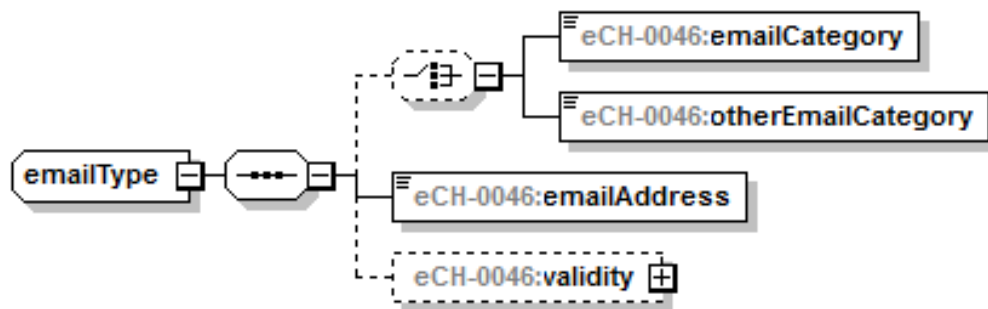 eCH-0046:emailCategory
eCH-0046:otherEmailCategory
emailType
eCH-0046:emailAddress
eCH-0046:validity